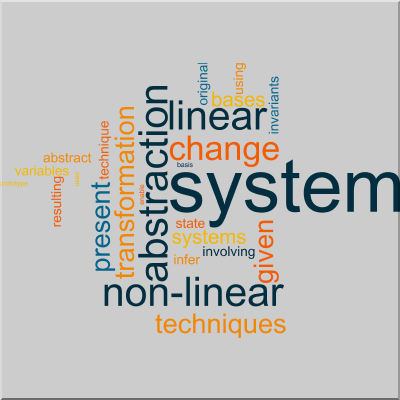 original
using
bases
invariants
linear
abstraction
technique
transformation
change
abstract
basis
variables
system
resulting
present
state
given
systems
involving
infer
non-linear
techniques